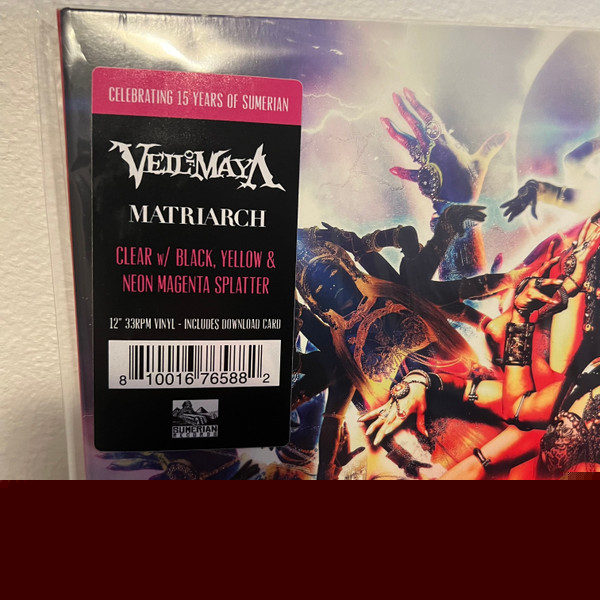 CELEBRATING 15 YEARS OF SUMERIAN
VEIL OF MAYA
MATRIARCH
CLEAR w/ BLACK, YELLOW &
NEON MAGENTA SPLATTER
12" 33RPM VINYL - INCLUDES DOWNLOAD CARD
8 10016 76588 2
SUMERIAN
RECORDS